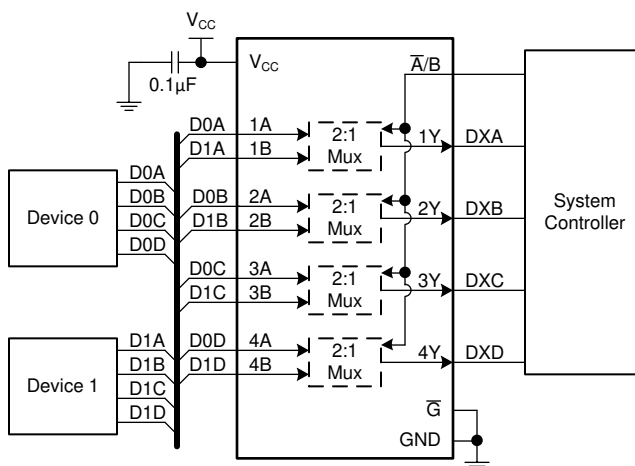 VCC
0.1µF
VCC
A̅/B
D0A 1A
D1A 1B
2:1
Mux
1Y DXA
D0B 2A
D1B 2B
2:1
Mux
2Y DXB
D0C 3A
D1C 3B
2:1
Mux
3Y DXC
D0D 4A
D1D 4B
2:1
Mux
4Y DXD
G̅
GND
Device 0
D0A
D0B
D0C
D0D
Device 1
D1A
D1B
D1C
D1D
System
Controller